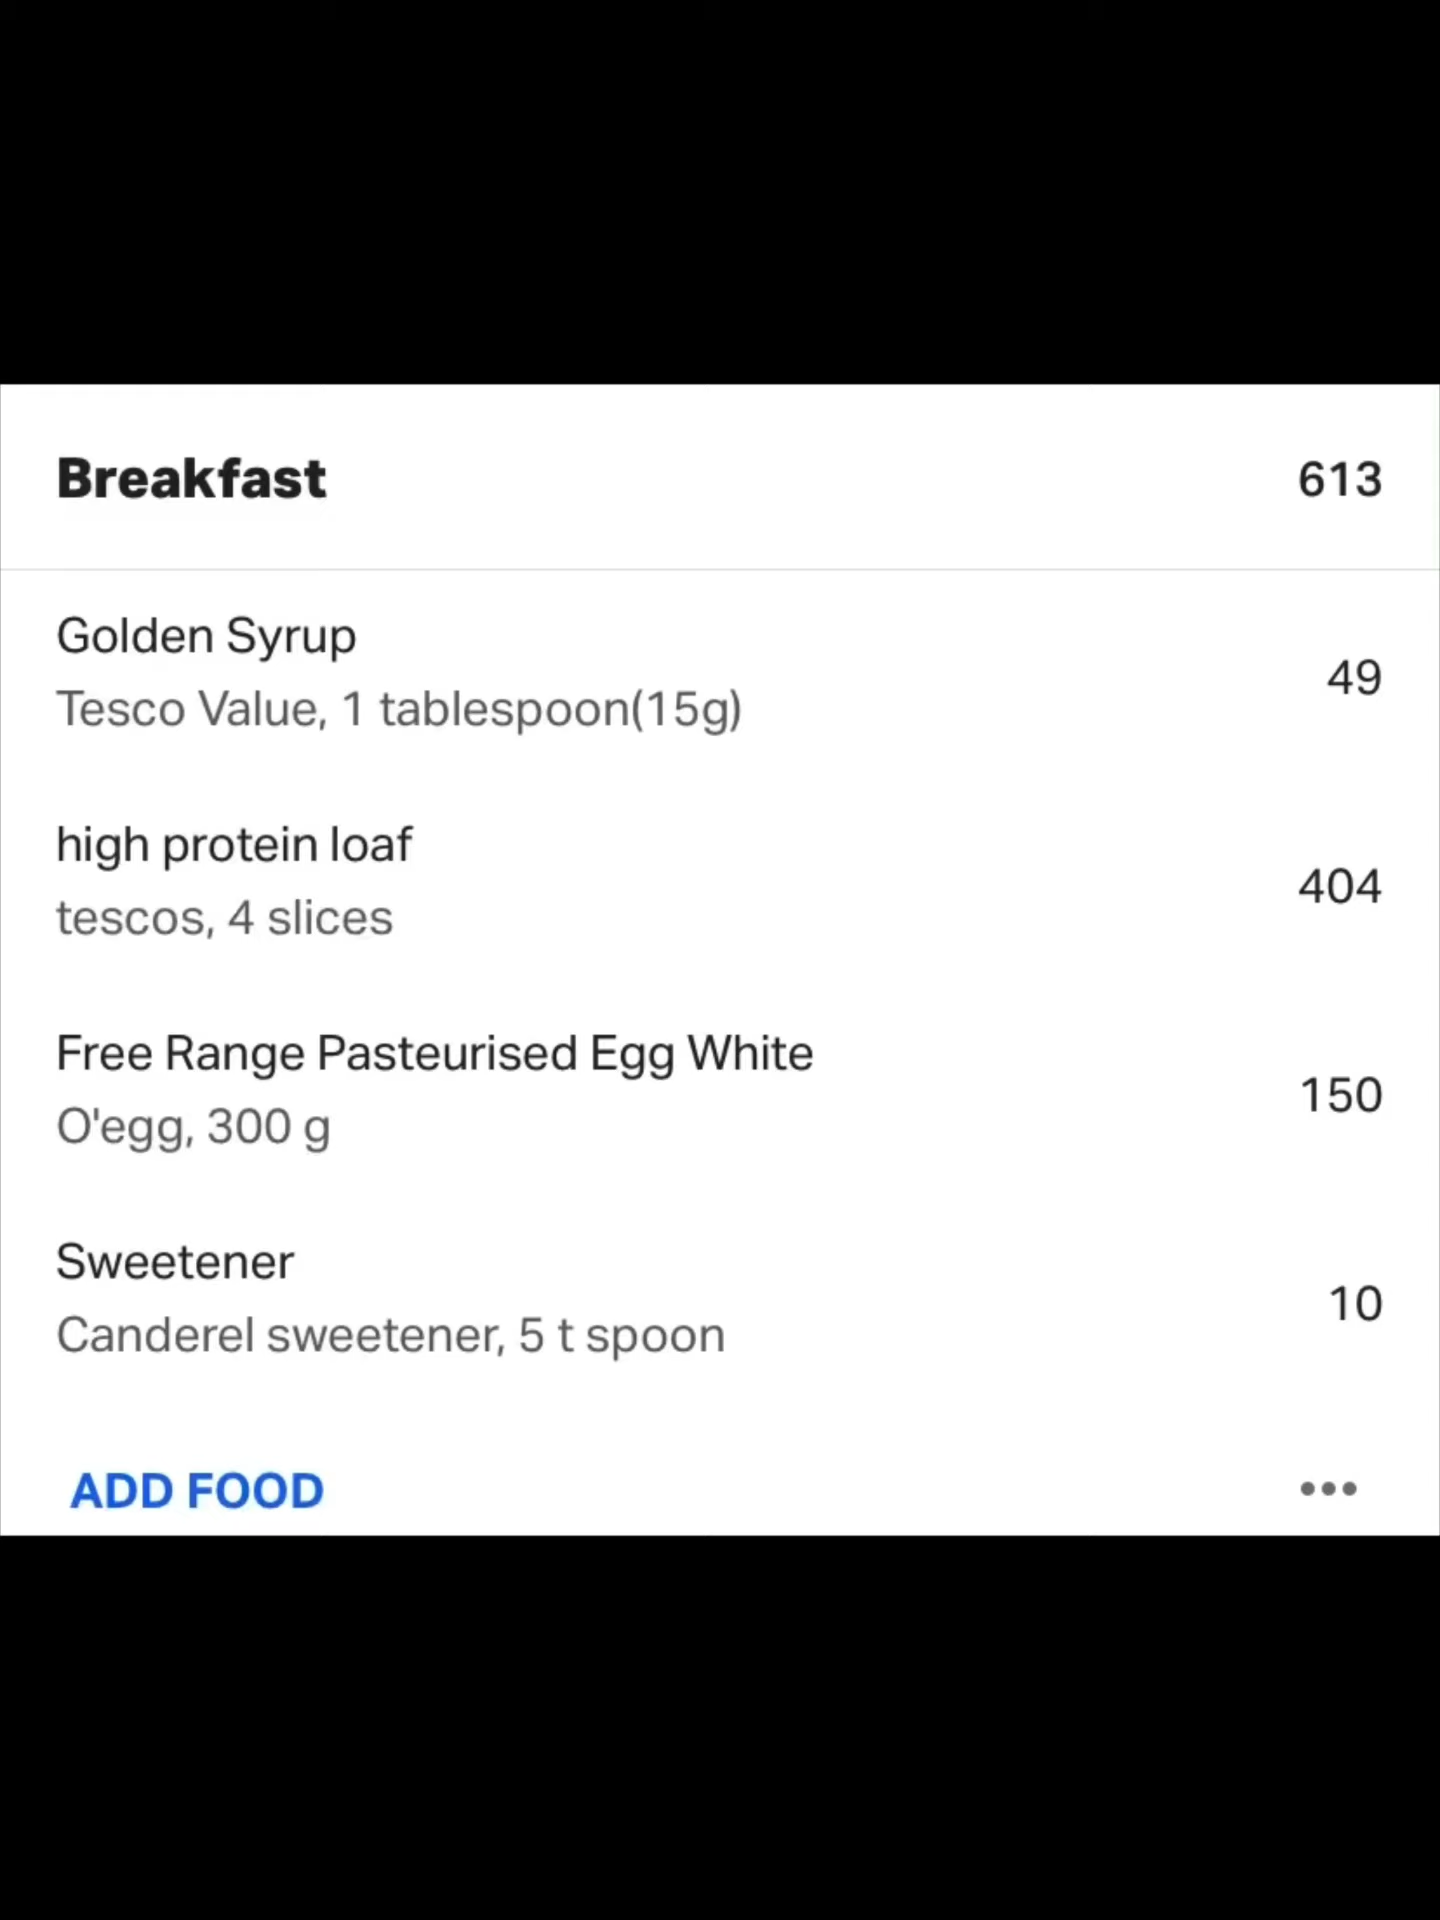 Breakfast 613
Golden Syrup
Tesco Value, 1 tablespoon(15g)
49
high protein loaf
tescos, 4 slices
404
Free Range Pasteurised Egg White
O'egg, 300 g
150
Sweetener
Canderel sweetener, 5 t spoon
10
ADD FOOD